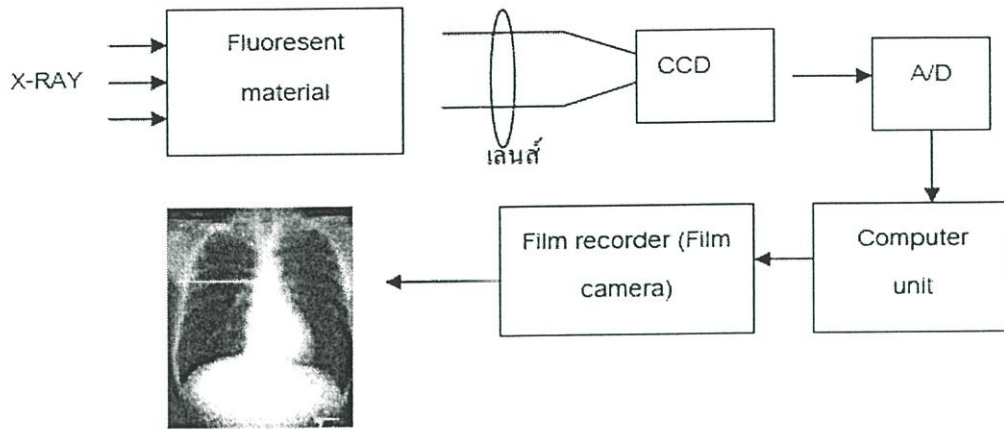 X-RAY
Fluoresent
material
เลนส์
CCD
A/D
Computer
unit
Film recorder (Film
camera)